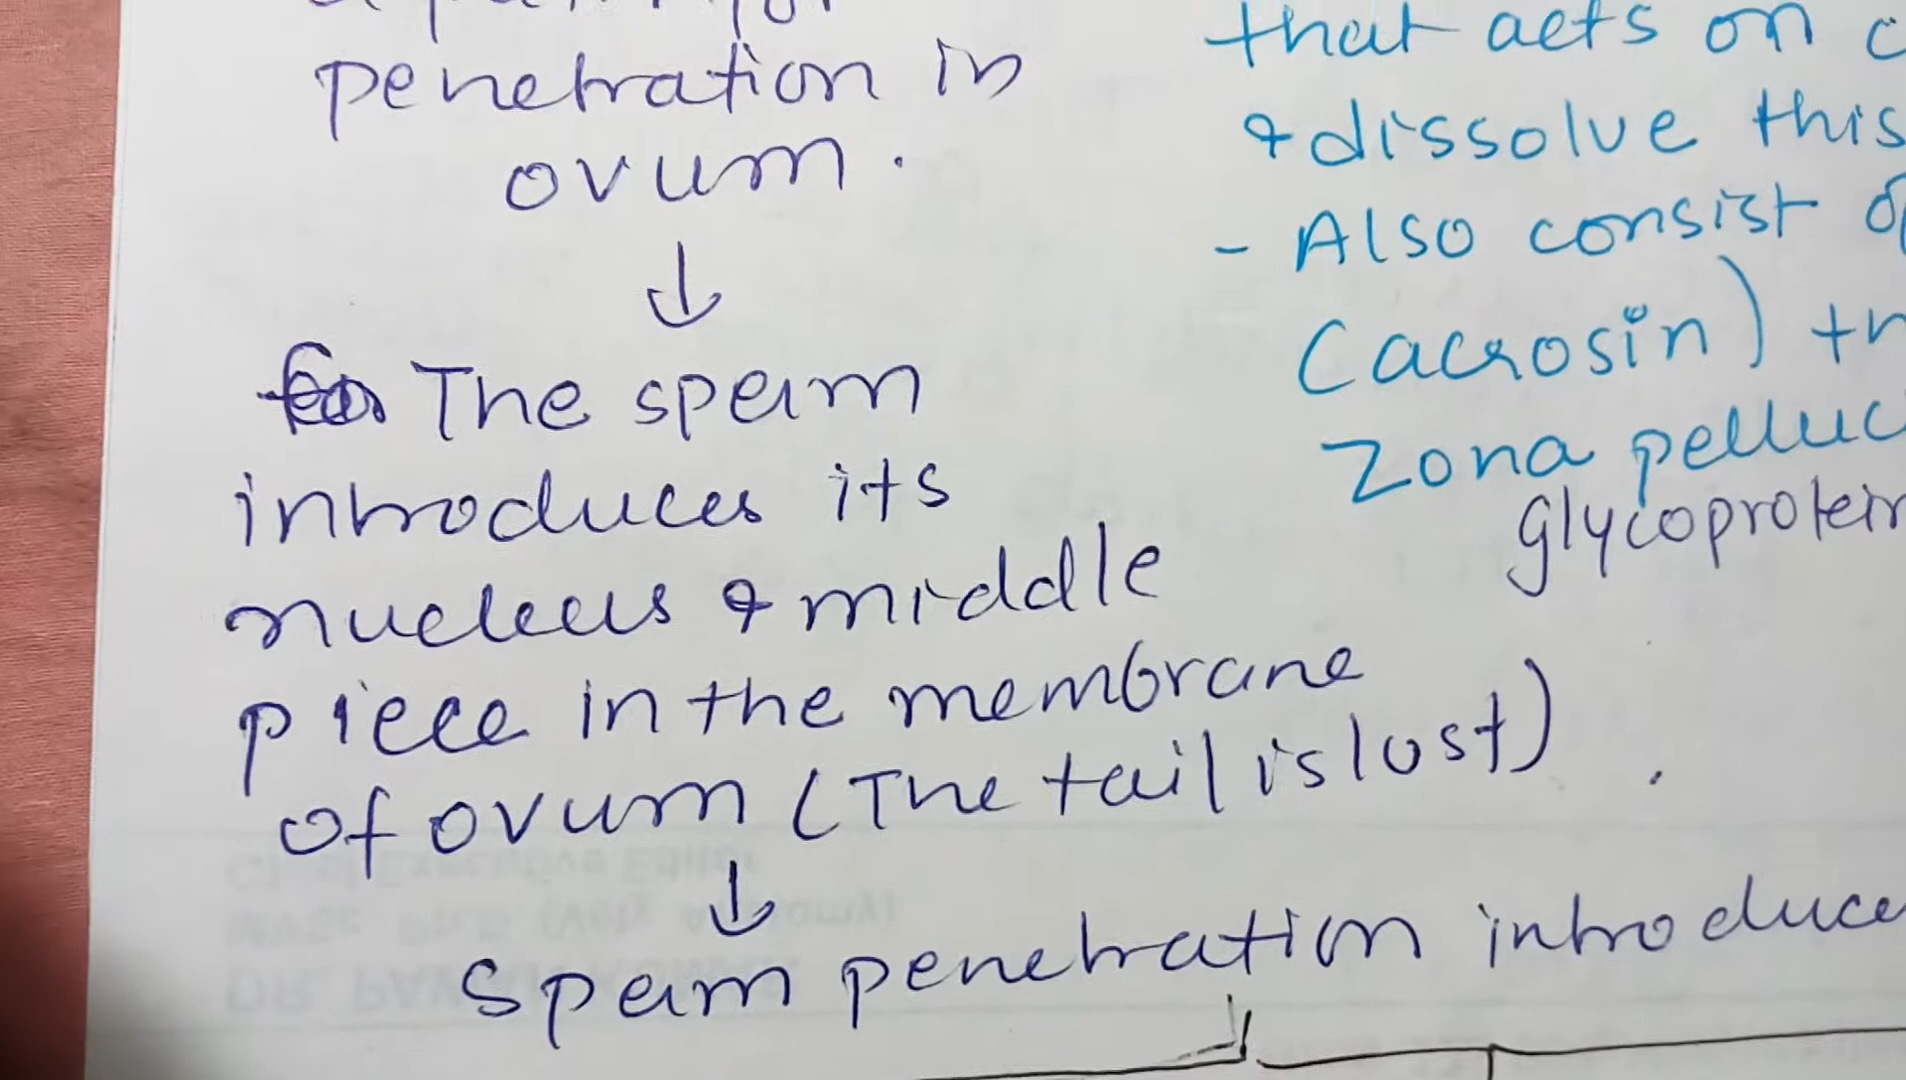 penetration in
ovum.
↓
The sperm
introduces its
nucleus & middle
piece in the membrane
of ovum (The tail is lost)
↓
Sperm penetration introduce
that acts on c
& dissolve this
- Also consist of
(acrosin) th
Zona pelluc
glycoprotein